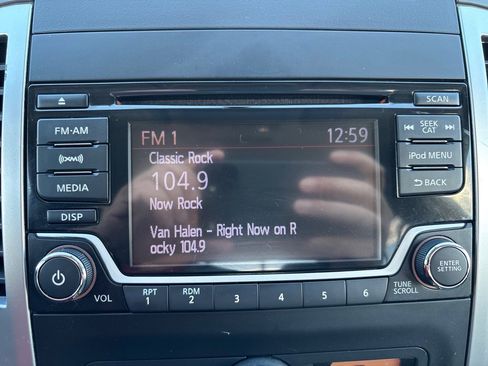 SCAN
FM·AM
((XM))
MEDIA
DISP
FM 1
12:59
Classic Rock
104.9
Now Rock
Van Halen - Right Now on R
ocky 104.9
SEEK
CAT
iPod MENU
BACK
VOL
RPT
1
RDM
2
3
4
5
6
TUNE
SCROLL
ENTER
SETTING